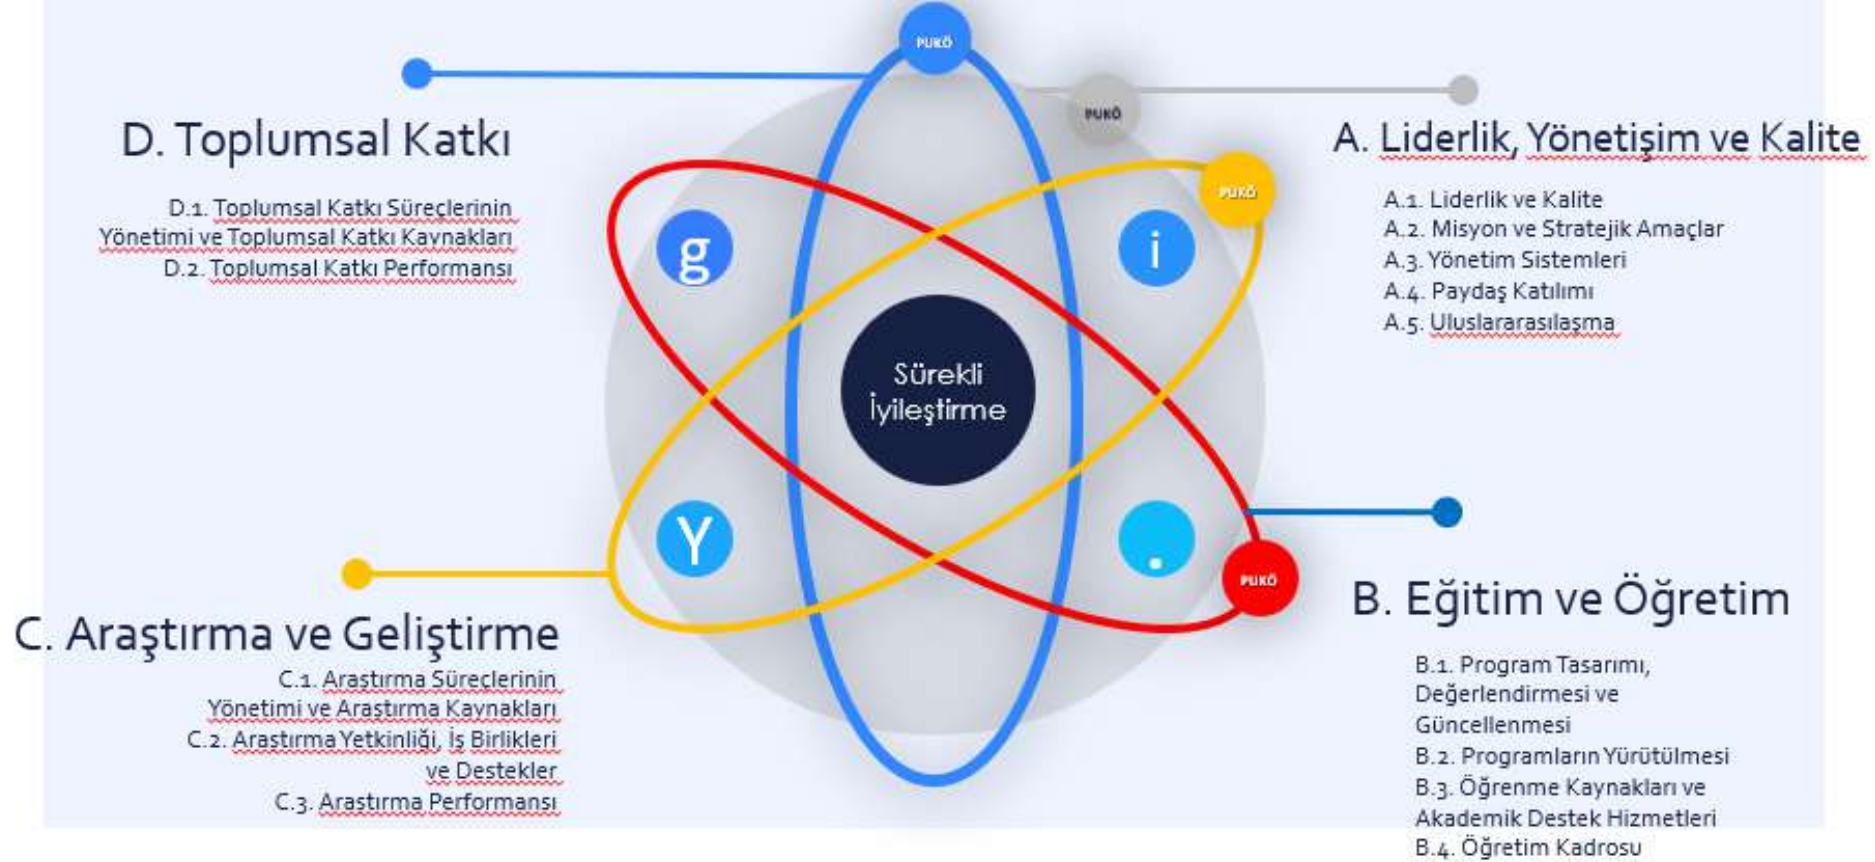 PUKÖ
PUKÖ
D. Toplumsal Katkı
D.1. Toplumsal Katkı Süreçlerinin
Yönetimi ve Toplumsal Katkı Kaynakları
D.2. Toplumsal Katkı Performansı
A. Liderlik, Yönetişim ve Kalite
A.1. Liderlik ve Kalite
A.2. Misyon ve Stratejik Amaçlar
A.3. Yönetim Sistemleri
A.4. Paydaş Katılımı
A.5. Uluslararasılaşma
PUKÖ
g
i
Sürekli
İyileştirme
Y
.
PUKÖ
C. Araştırma ve Geliştirme
C.1. Araştırma Süreçlerinin
Yönetimi ve Araştırma Kaynakları
C.2. Araştırma Yetkinliği, İş Birlikleri
ve Destekler
C.3. Araştırma Performansı
B. Eğitim ve Öğretim
B.1. Program Tasarımı,
Değerlendirmesi ve
Güncellenmesi
B.2. Programların Yürütülmesi
B.3. Öğrenme Kaynakları ve
Akademik Destek Hizmetleri
B.4. Öğretim Kadrosu